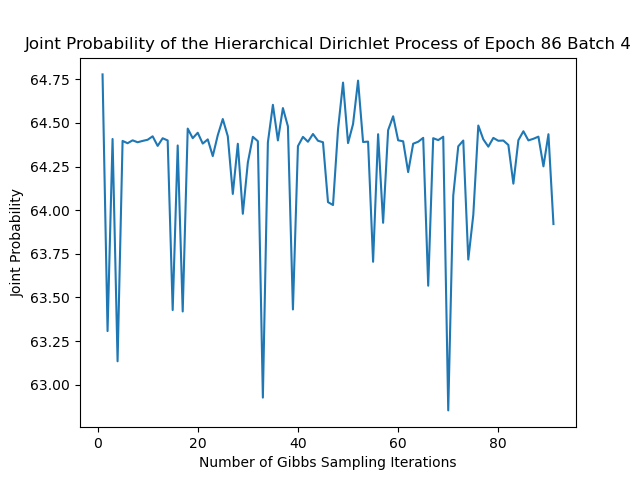 Joint Probability of the Hierarchical Dirichlet Process of Epoch 86 Batch 4
64.75
64.50
64.25
64.00
63.75
63.50
63.25
63.00
Joint Probability
0 20 40 60 80
Number of Gibbs Sampling Iterations